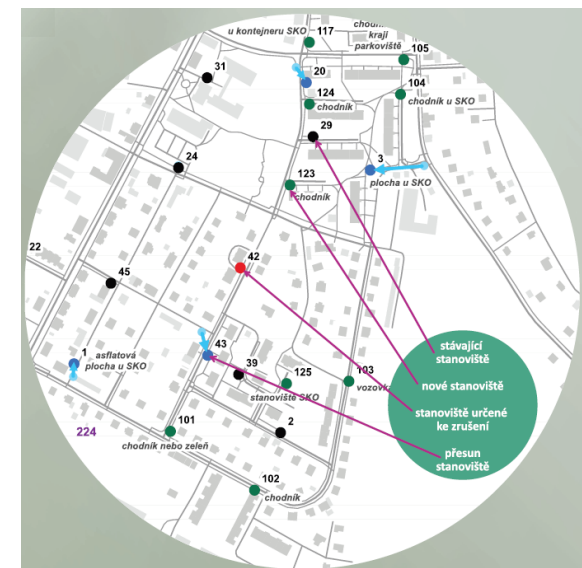 chodník
kraji
parkoviště
u kontejneru SKO
117
105
31
20
104
124
chodník
chodník u SKO
29
24
3
plocha u SKO
123
chodník
42
22
45
stávající
stanoviště
43
1
asflatová
plocha u SKO
39
125
stanoviště SKO
103
vozovka
nové stanoviště
stanoviště určené
ke zrušení
101
224
2
chodník nebo zeleň
přesun
stanoviště
102
chodník